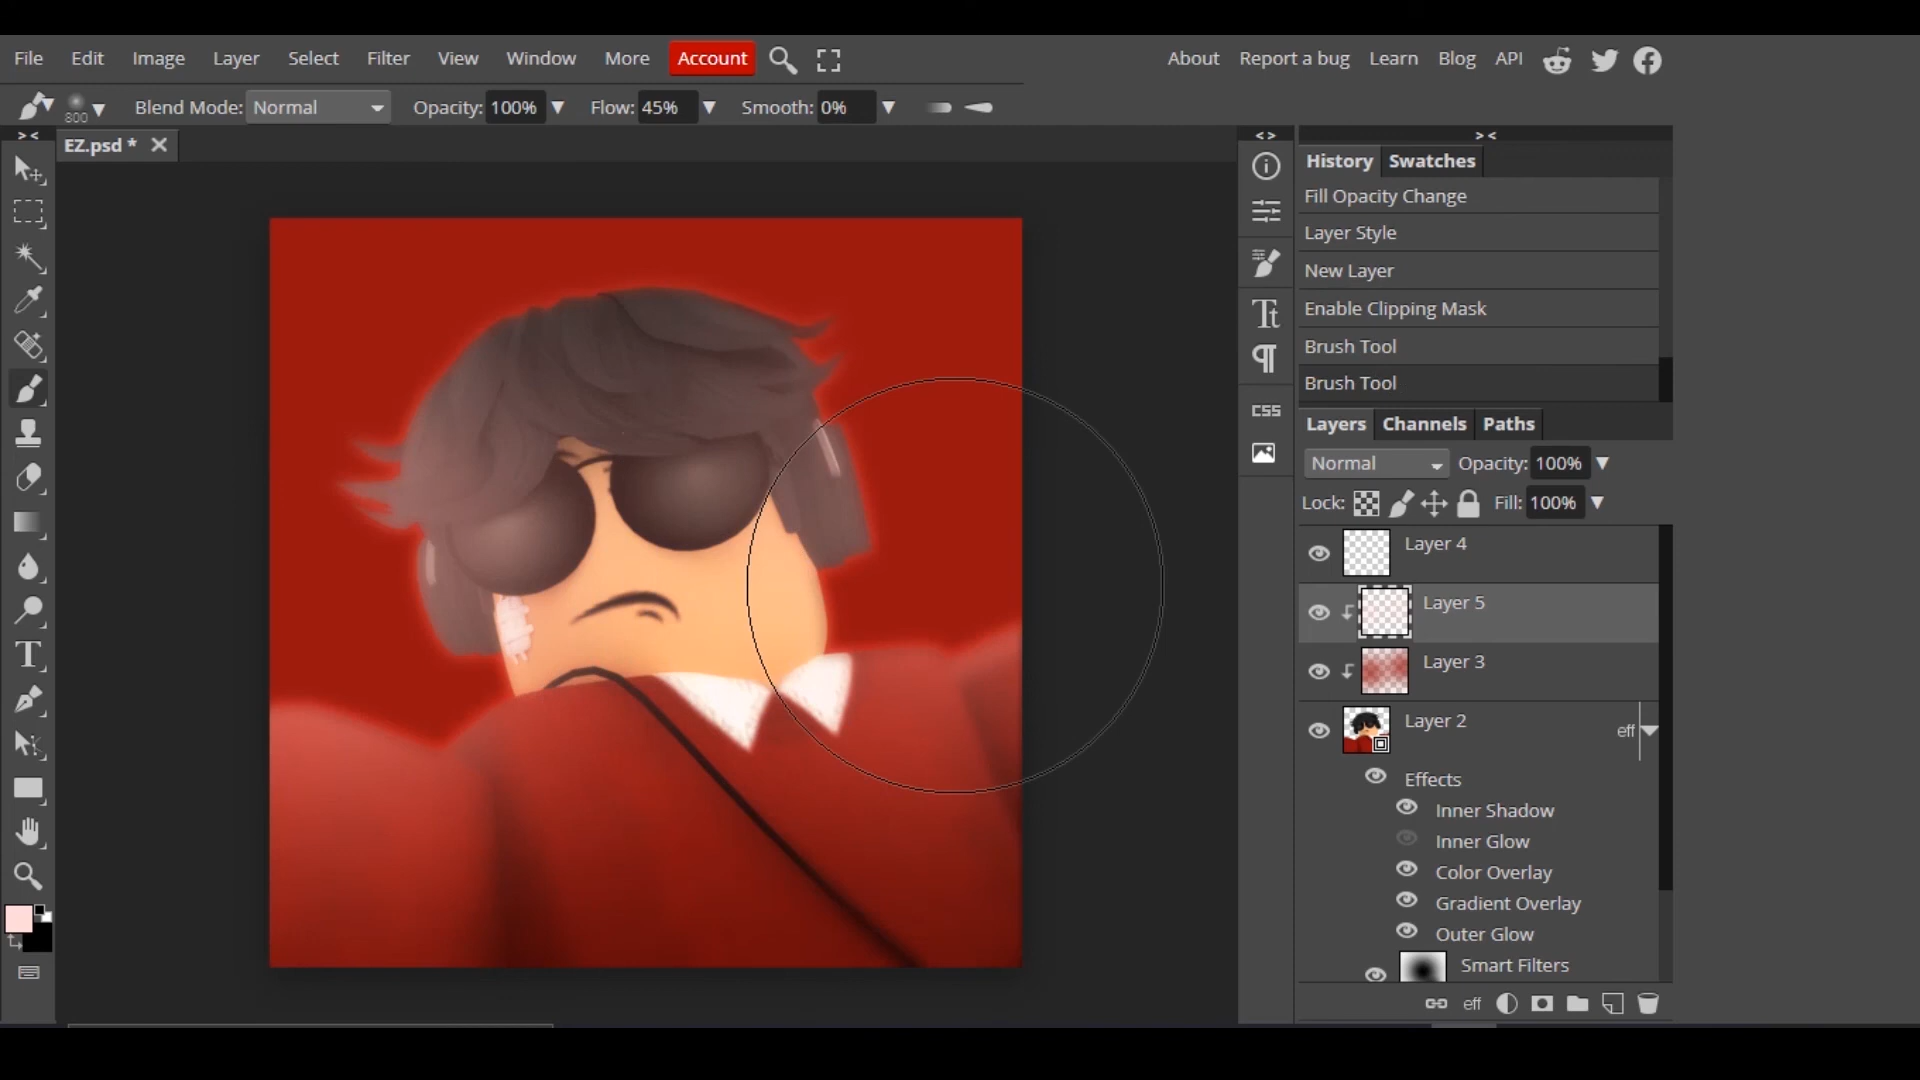 File Edit Image Layer Select Filter View Window More Account About Report a bug Learn Blog API
800 Blend Mode: Normal Opacity: 100% Flow: 45% Smooth: 0%
> < < > > <
EZ.psd *
History Swatches
Fill Opacity Change
Layer Style
New Layer
Enable Clipping Mask
Brush Tool
Brush Tool
CSS
Layers Channels Paths
Normal Opacity: 100%
Lock: Fill: 100%
Layer 4
Layer 5
Layer 3
Layer 2 eff
Effects
Inner Shadow
Inner Glow
Color Overlay
Gradient Overlay
Outer Glow
Smart Filters
eff